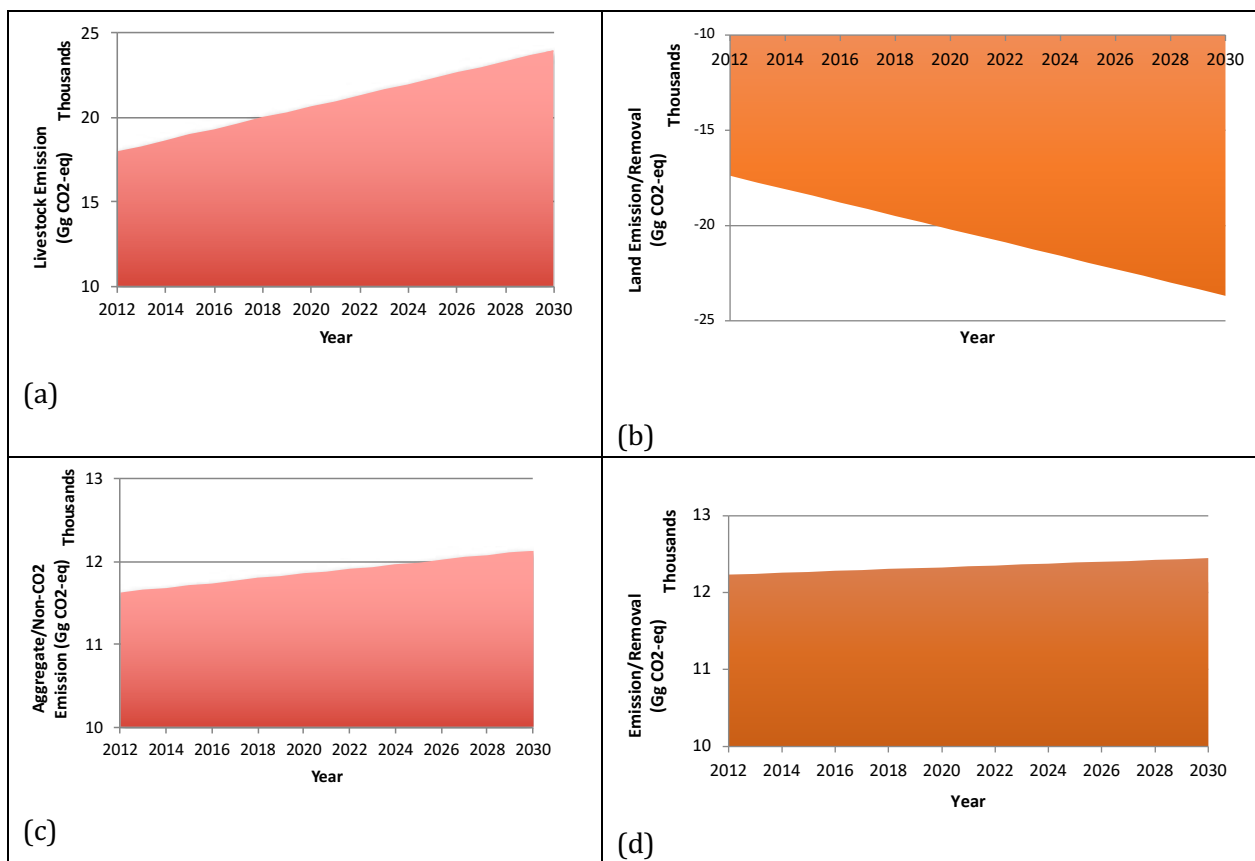 25
20
15
10
Thousands
Livestock Emission
(Gg CO2-eq)
2012 2014 2016 2018 2020 2022 2024 2026 2028 2030
Year
(a)
-10
-15
-20
-25
Thousands
Land Emission/Removal
(Gg CO2-eq)
2012 2014 2016 2018 2020 2022 2024 2026 2028 2030
Year
(b)
13
12
11
10
Thousands
Aggregate/Non-CO2
Emission (Gg CO2-eq)
2012 2014 2016 2018 2020 2022 2024 2026 2028 2030
Year
(c)
13
12
11
10
Thousands
Emission/Removal
(Gg CO2-eq)
2012 2014 2016 2018 2020 2022 2024 2026 2028 2030
Year
(d)